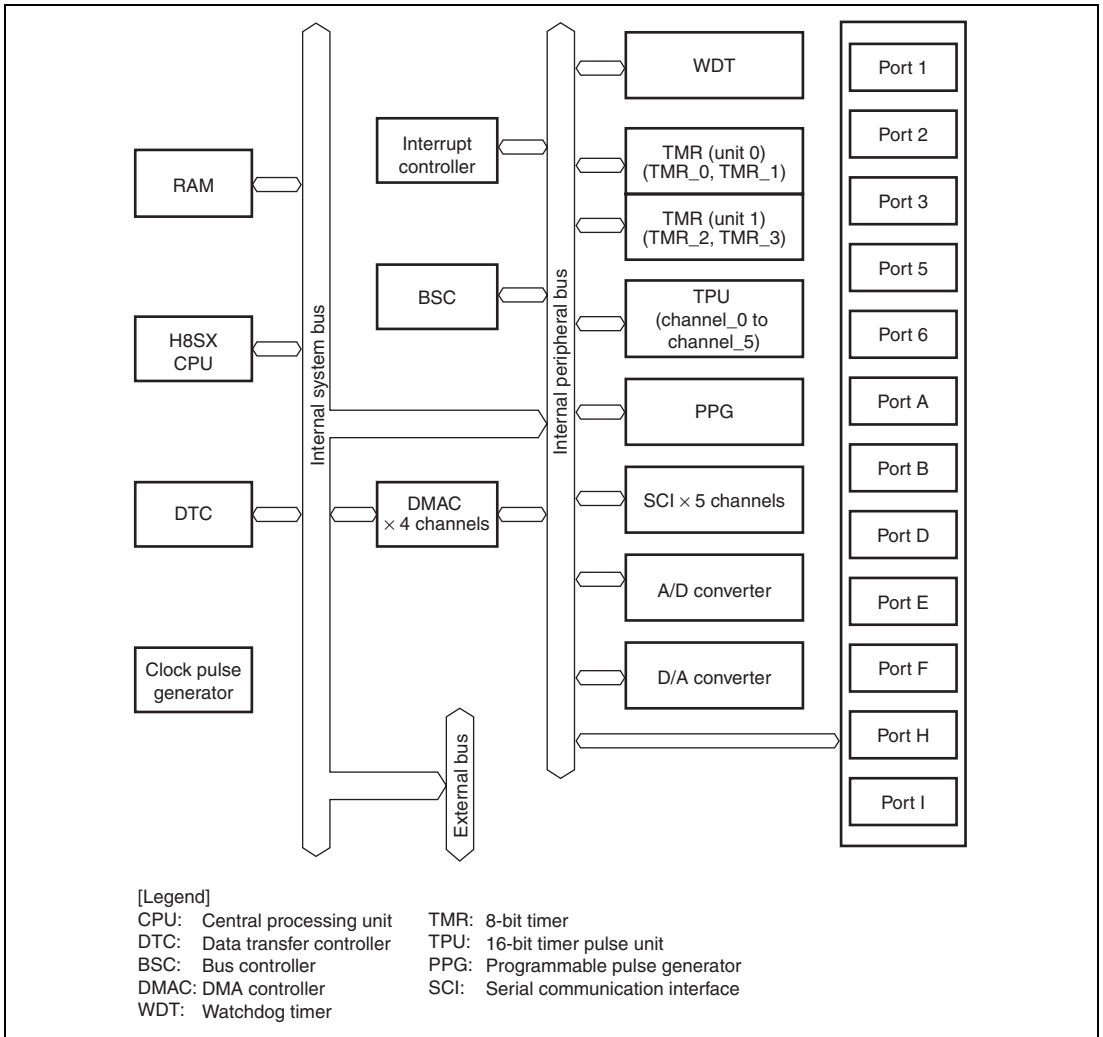 RAM
H8SX
CPU
DTC
Clock pulse
generator
Internal system bus
Interrupt
controller
BSC
DMAC
× 4 channels
External bus
Internal peripheral bus
WDT
TMR (unit 0)
(TMR_0, TMR_1)
TMR (unit 1)
(TMR_2, TMR_3)
TPU
(channel_0 to
channel_5)
PPG
SCI × 5 channels
A/D converter
D/A converter
Port 1
Port 2
Port 3
Port 5
Port 6
Port A
Port B
Port D
Port E
Port F
Port H
Port I
[Legend]
CPU: Central processing unit
DTC: Data transfer controller
BSC: Bus controller
DMAC: DMA controller
WDT: Watchdog timer
TMR: 8-bit timer
TPU: 16-bit timer pulse unit
PPG: Programmable pulse generator
SCI: Serial communication interface